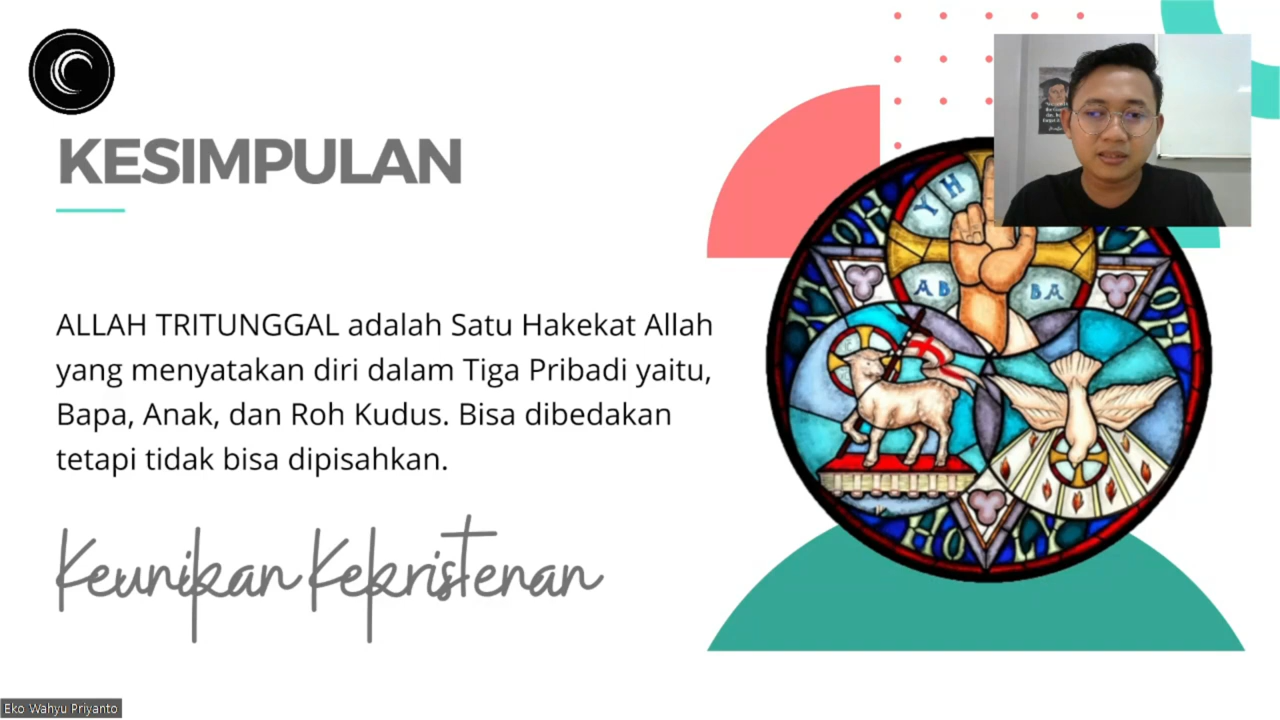 KESIMPULAN
ALLAH TRITUNGGAL adalah Satu Hakekat Allah
yang menyatakan diri dalam Tiga Pribadi yaitu,
Bapa, Anak, dan Roh Kudus. Bisa dibedakan
tetapi tidak bisa dipisahkan.
Keunikan Kekristenan
YH
AB BA
Eko Wahyu Priyanto